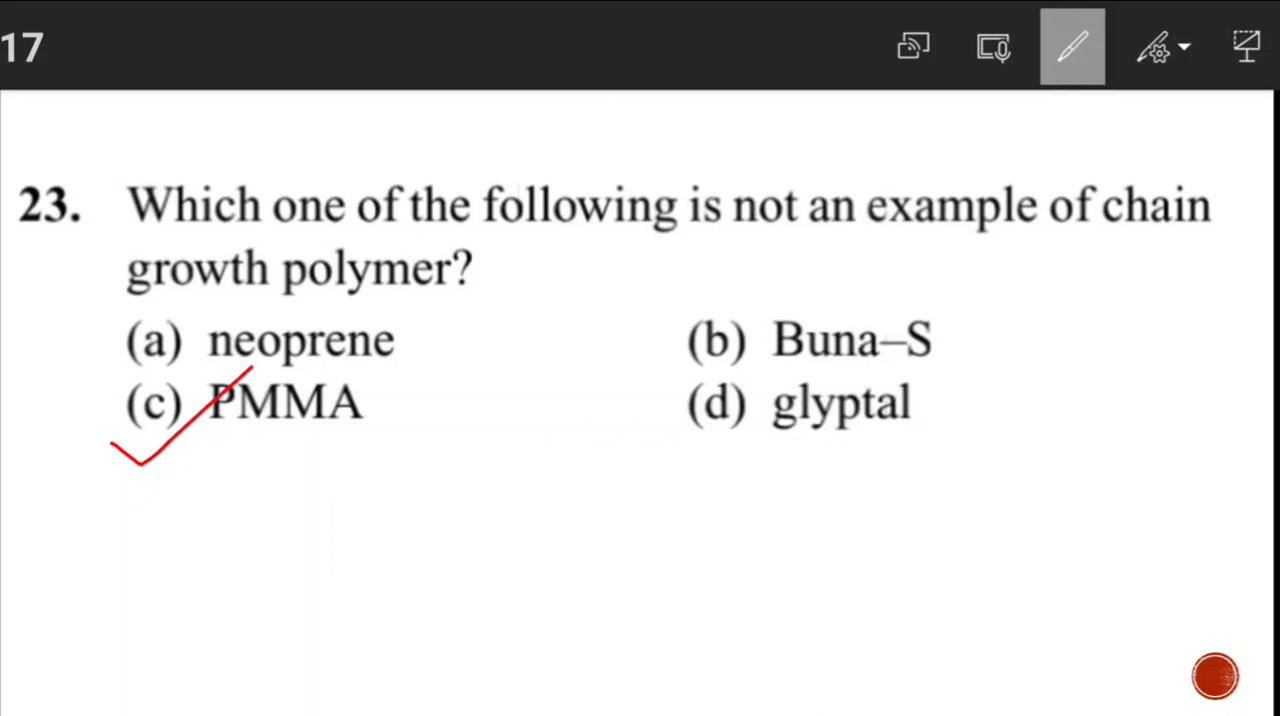 17
23. Which one of the following is not an example of chain
growth polymer?
(a) neoprene (b) Buna–S
(c) PMMA (d) glyptal